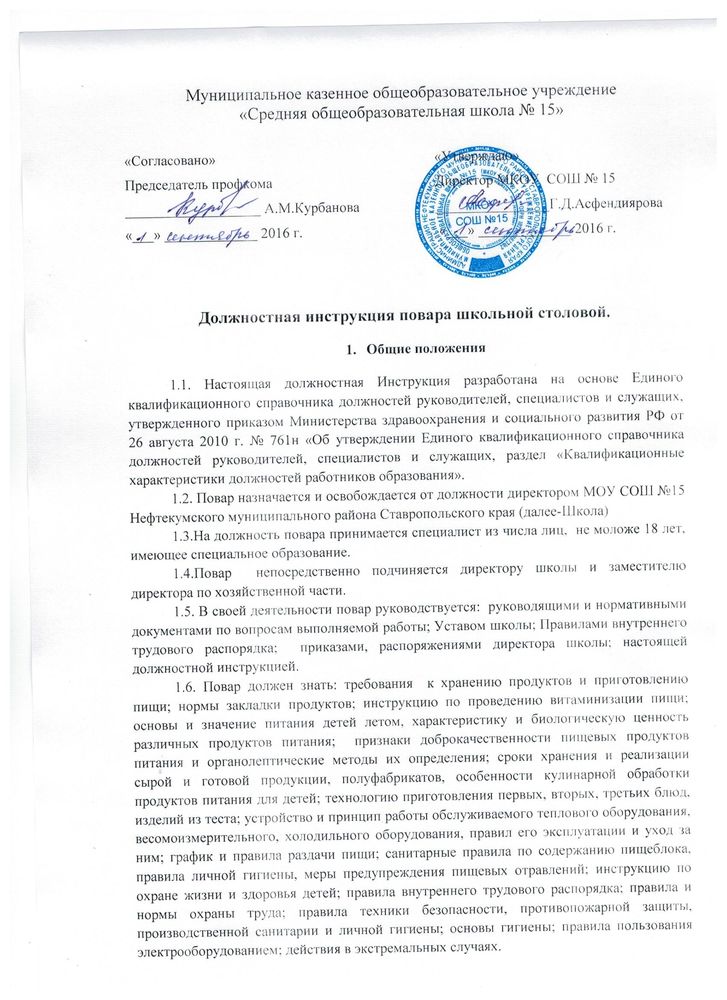 Муниципальное казенное общеобразовательное учреждение
«Средняя общеобразовательная школа № 15»
«Согласовано»
Председатель профкома
А.М.Курбанова
«1» сентябрь 2016 г.
«Утверждаю»
Директор МКОУ СОШ № 15
Г.Д.Асфендиярова
«1» сентябрь 2016 г.
МКОУ
СОШ №15
Должностная инструкция повара школьной столовой.
1. Общие положения
1.1. Настоящая должностная Инструкция разработана на основе Единого
квалификационного справочника должностей руководителей, специалистов и служащих,
утвержденного приказом Министерства здравоохранения и социального развития РФ от
26 августа 2010 г. № 761н «Об утверждении Единого квалификационного справочника
должностей руководителей, специалистов и служащих, раздел «Квалификационные
характеристики должностей работников образования».
1.2. Повар назначается и освобождается от должности директором МОУ СОШ №15
Нефтекумского муниципального района Ставропольского края (далее-Школа)
1.3.На должность повара принимается специалист из числа лиц, не моложе 18 лет,
имеющее специальное образование.
1.4.Повар непосредственно подчиняется директору школы и заместителю
директора по хозяйственной части.
1.5. В своей деятельности повар руководствуется: руководящими и нормативными
документами по вопросам выполняемой работы; Уставом школы; Правилами внутреннего
трудового распорядка; приказами, распоряжениями директора школы; настоящей
должностной инструкцией.
1.6. Повар должен знать: требования к хранению продуктов и приготовлению
пищи; нормы закладки продуктов; инструкцию по проведению витаминизации пищи;
основы и значение питания детей летом, характеристику и биологическую ценность
различных продуктов питания; признаки доброкачественности пищевых продуктов
питания и органолептические методы их определения; сроки хранения и реализации
сырой и готовой продукции, полуфабрикатов, особенности кулинарной обработки
продуктов питания для детей; технологию приготовления первых, вторых, третьих блюд,
изделий из теста; устройство и принцип работы обслуживаемого теплового оборудования,
весомоизмерительного, холодильного оборудования, правил его эксплуатации и уход за
ним; график и правила раздачи пищи; санитарные правила по содержанию пищеблока,
правила личной гигиены, меры предупреждения пищевых отравлений; инструкцию по
охране жизни и здоровья детей; правила внутреннего трудового распорядка; правила и
нормы охраны труда; правила техники безопасности, противопожарной защиты,
производственной санитарии и личной гигиены; основы гигиены; правила пользования
электрооборудованием; действия в экстремальных случаях.